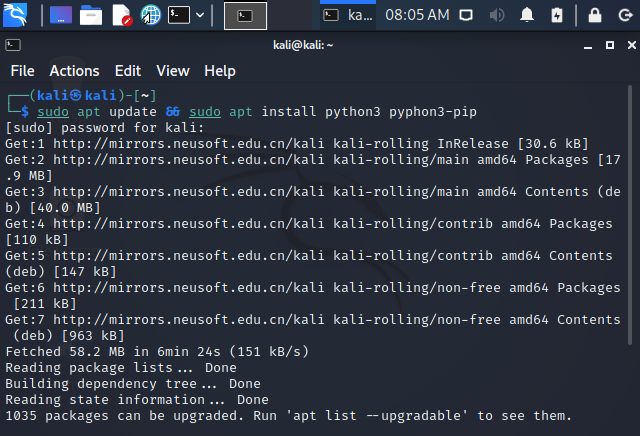 ka...
08:05 AM
kali@kali: ~
File Actions Edit View Help
┌──(kali㉿kali)-[~]
└─$ sudo apt update && sudo apt install python3 pyphon3-pip
[sudo] password for kali:
Get:1 http://mirrors.neusoft.edu.cn/kali kali-rolling InRelease [30.6 kB]
Get:2 http://mirrors.neusoft.edu.cn/kali kali-rolling/main amd64 Packages [17
.9 MB]
Get:3 http://mirrors.neusoft.edu.cn/kali kali-rolling/main amd64 Contents (de
b) [40.0 MB]
Get:4 http://mirrors.neusoft.edu.cn/kali kali-rolling/contrib amd64 Packages
[110 kB]
Get:5 http://mirrors.neusoft.edu.cn/kali kali-rolling/contrib amd64 Contents
(deb) [147 kB]
Get:6 http://mirrors.neusoft.edu.cn/kali kali-rolling/non-free amd64 Packages
[211 kB]
Get:7 http://mirrors.neusoft.edu.cn/kali kali-rolling/non-free amd64 Contents
(deb) [963 kB]
Fetched 58.2 MB in 6min 24s (151 kB/s)
Reading package lists... Done
Building dependency tree... Done
Reading state information... Done
1035 packages can be upgraded. Run 'apt list --upgradable' to see them.